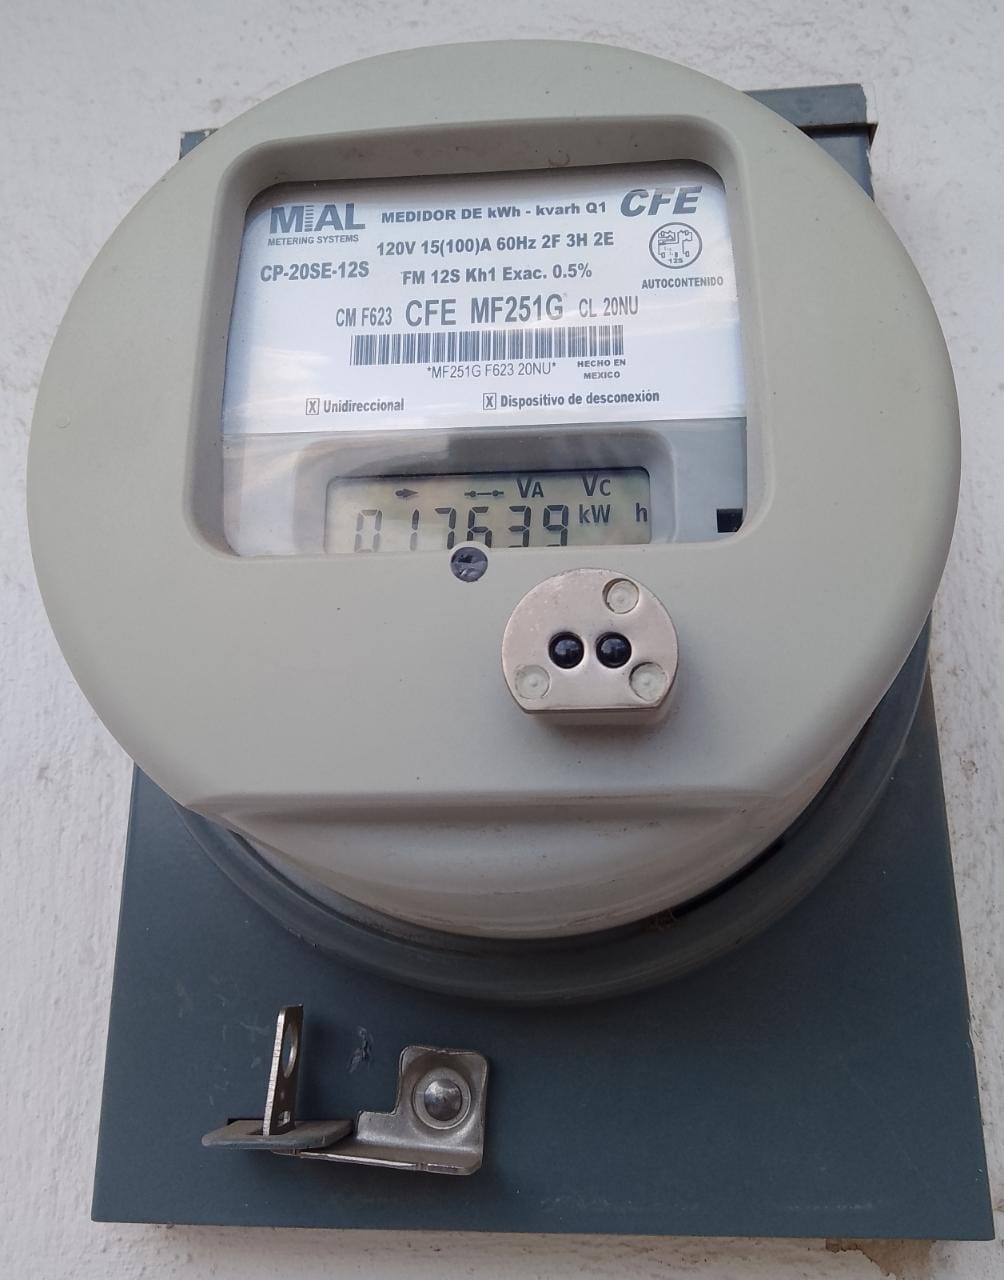 MIAL
METERING SYSTEMS
MEDIDOR DE kWh - kvarh Q1
CFE
120V 15(100)A 60Hz 2F 3H 2E
CP-20SE-12S
FM 12S Kh1 Exac. 0.5%
12S
AUTOCONTENIDO
CM F623 CFE MF251G CL 20NU
*MF251G F623 20NU*
HECHO EN
MEXICO
X Unidireccional
X Dispositivo de desconexión
VA VC
017639 kW h